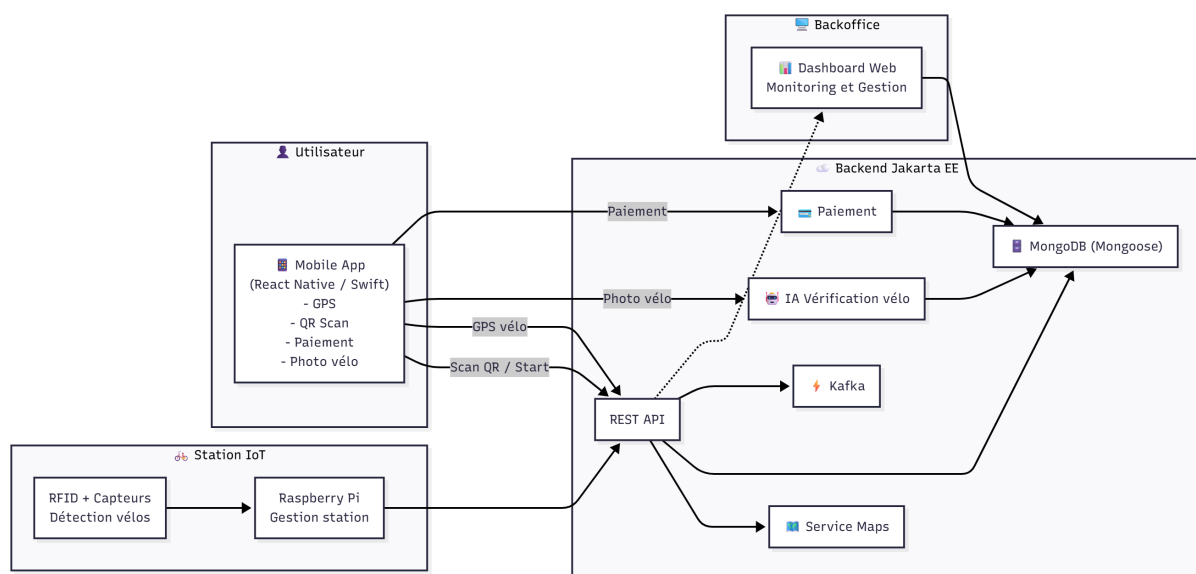 Backoffice
Dashboard Web
Monitoring et Gestion
Utilisateur
Mobile App
(React Native / Swift)
- GPS
- QR Scan
- Paiement
- Photo vélo
Paiement
Photo vélo
GPS vélo
Scan QR / Start
Backend Jakarta EE
Paiement
MongoDB (Mongoose)
IA Vérification vélo
Kafka
REST API
Service Maps
Station IoT
RFID + Capteurs
Détection vélos
Raspberry Pi
Gestion station